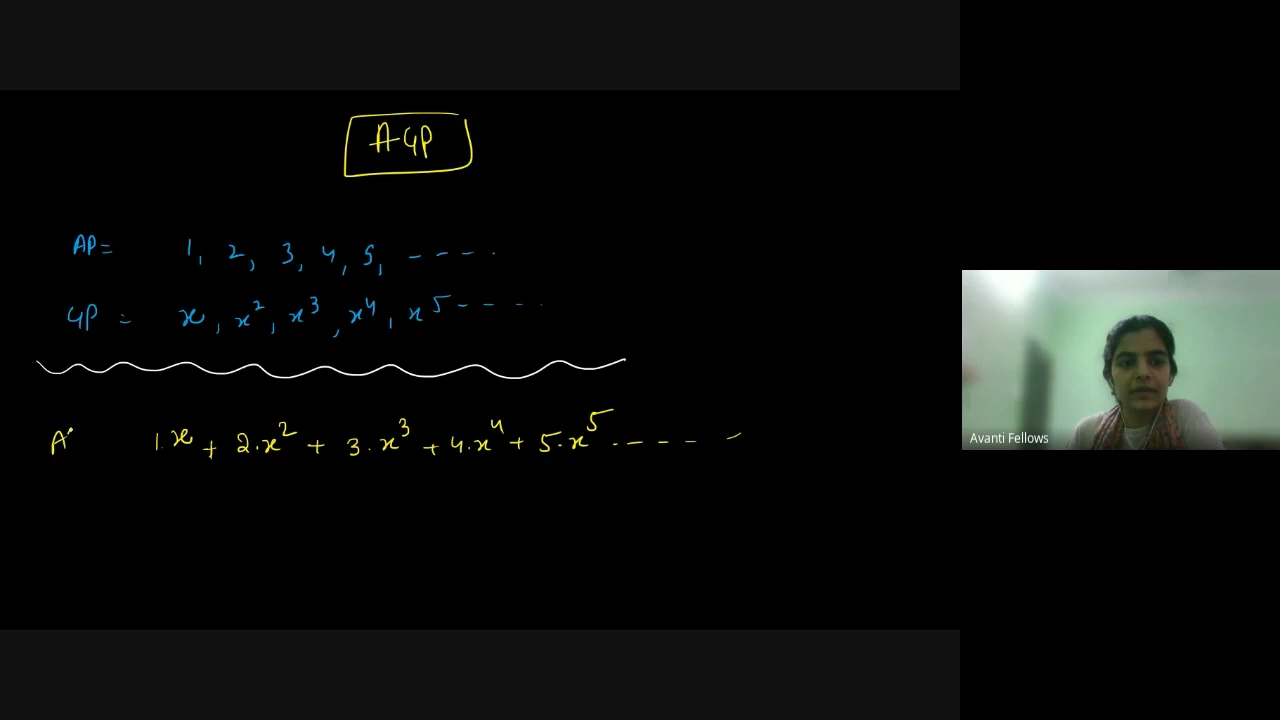 AGP
AP= 1, 2, 3, 4, 5, - - - - .
GP = x, x², x³, x⁴, x⁵ - - - - .
A 1.x + 2.x² + 3.x³ + 4.x⁴ + 5.x⁵ . - - - -
Avanti Fellows